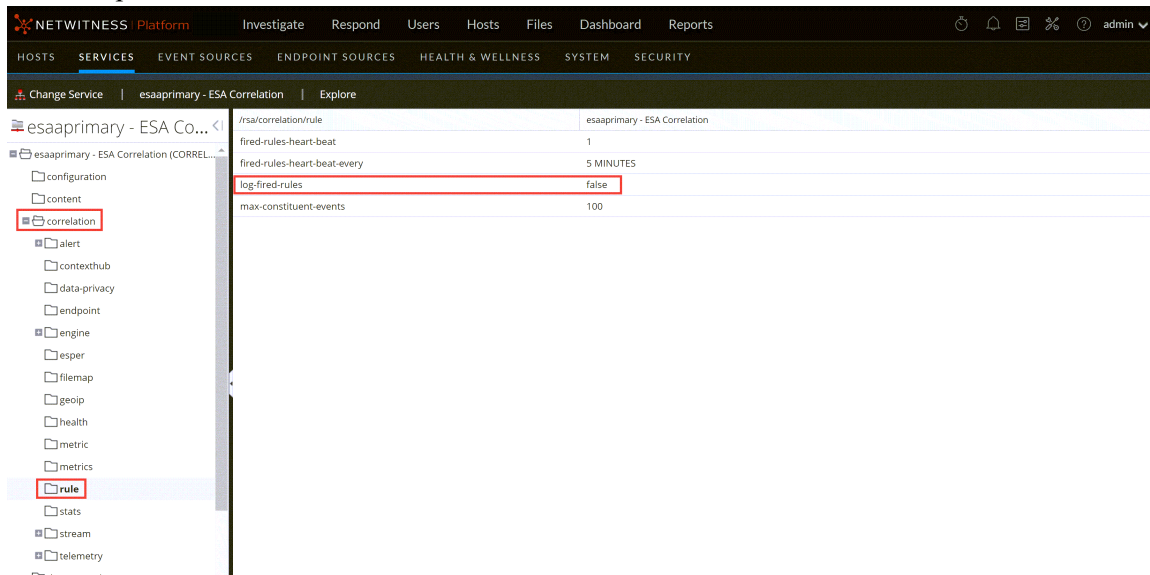 NETWITNESS Platform Investigate Respond Users Hosts Files Dashboard Reports admin
HOSTS SERVICES EVENT SOURCES ENDPOINT SOURCES HEALTH & WELLNESS SYSTEM SECURITY
Change Service | esaaprimary - ESA Correlation | Explore
esaaprimary - ESA Co...
esaaprimary - ESA Correlation (CORREL...
configuration
content
correlation
alert
contexthub
data-privacy
endpoint
engine
esper
filemap
geoip
health
metric
metrics
rule
stats
stream
telemetry
/rsa/correlation/rule esaaprimary - ESA Correlation
fired-rules-heart-beat 1
fired-rules-heart-beat-every 5 MINUTES
log-fired-rules false
max-constituent-events 100